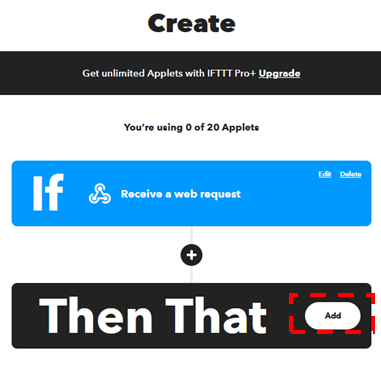 Create
Get unlimited Applets with IFTTT Pro+ Upgrade
You're using 0 of 20 Applets
Edit Delete
If Receive a web request
Then That Add